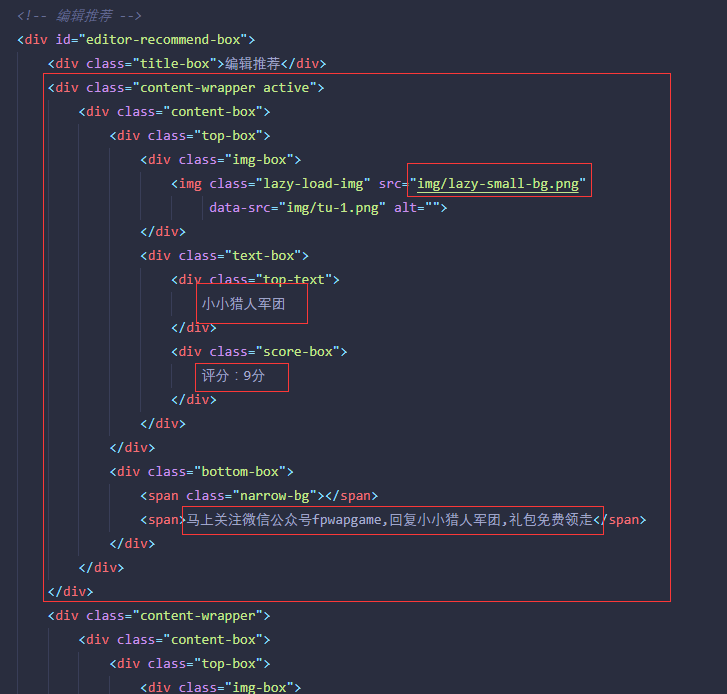 <!-- 编辑推荐 -->
<div id="editor-recommend-box">
<div class="title-box">编辑推荐</div>
<div class="content-wrapper active">
<div class="content-box">
<div class="top-box">
<div class="img-box">
<img class="lazy-load-img" src="img/lazy-small-bg.png"
data-src="img/tu-1.png" alt="">
</div>
<div class="text-box">
<div class="top-text">
小小猎人军团
</div>
<div class="score-box">
评分：9分
</div>
</div>
</div>
<div class="bottom-box">
<span class="narrow-bg"></span>
<span>马上关注微信公众号fpwapgame,回复小小猎人军团,礼包免费领走</span>
</div>
</div>
</div>
<div class="content-wrapper">
<div class="content-box">
<div class="top-box">
<div class="img-box">